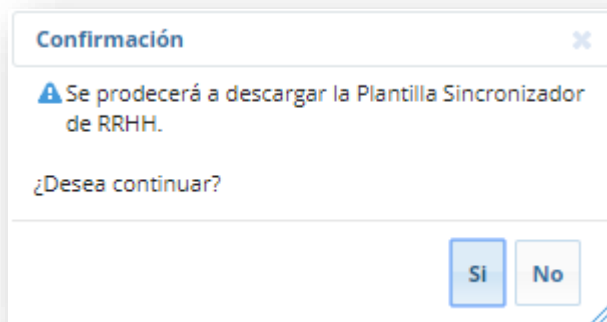 Confirmación
Se prodecerá a descargar la Plantilla Sincronizador
de RRHH.
¿Desea continuar?
Si No